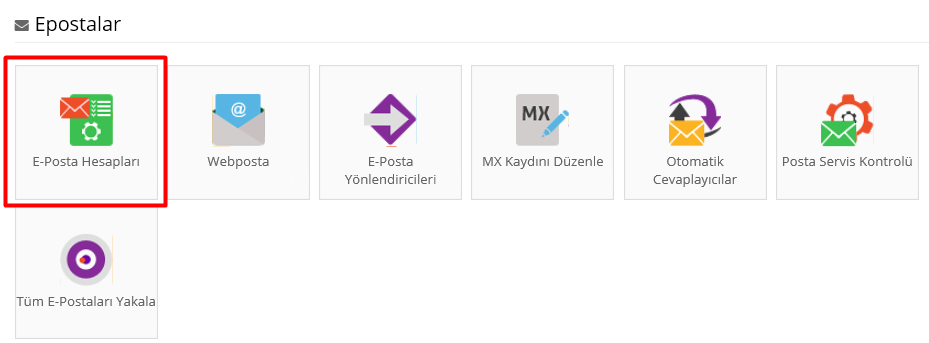 Epostalar
E-Posta Hesapları
@
Webposta
E-Posta
Yönlendiricileri
MX
MX Kaydını Düzenle
Otomatik
Cevaplayıcılar
Posta Servis Kontrolü
Tüm E-Postaları Yakala